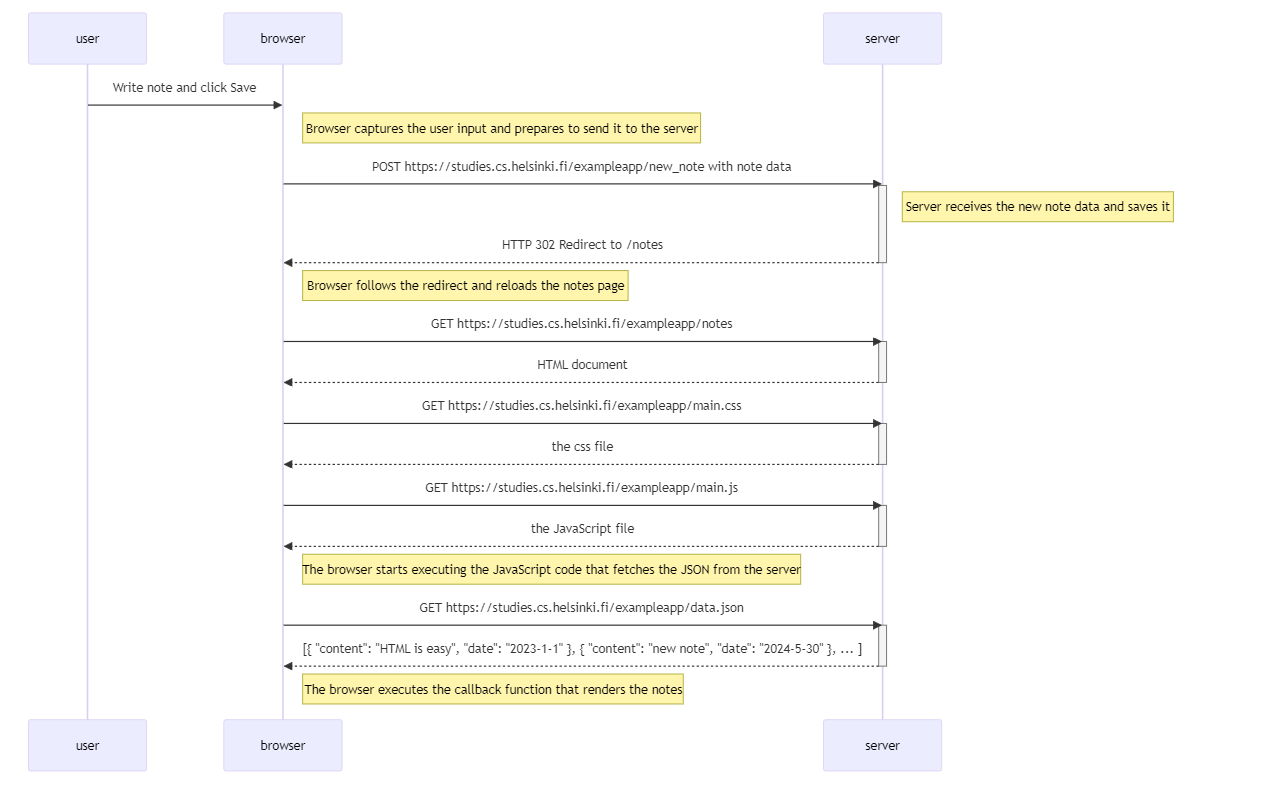 user
browser
server
Write note and click Save
Browser captures the user input and prepares to send it to the server
POST https://studies.cs.helsinki.fi/exampleapp/new_note with note data
Server receives the new note data and saves it
HTTP 302 Redirect to /notes
Browser follows the redirect and reloads the notes page
GET https://studies.cs.helsinki.fi/exampleapp/notes
HTML document
GET https://studies.cs.helsinki.fi/exampleapp/main.css
the css file
GET https://studies.cs.helsinki.fi/exampleapp/main.js
the JavaScript file
The browser starts executing the JavaScript code that fetches the JSON from the server
GET https://studies.cs.helsinki.fi/exampleapp/data.json
[{ "content": "HTML is easy", "date": "2023-1-1" }, { "content": "new note", "date": "2024-5-30" }, ... ]
The browser executes the callback function that renders the notes
user
browser
server